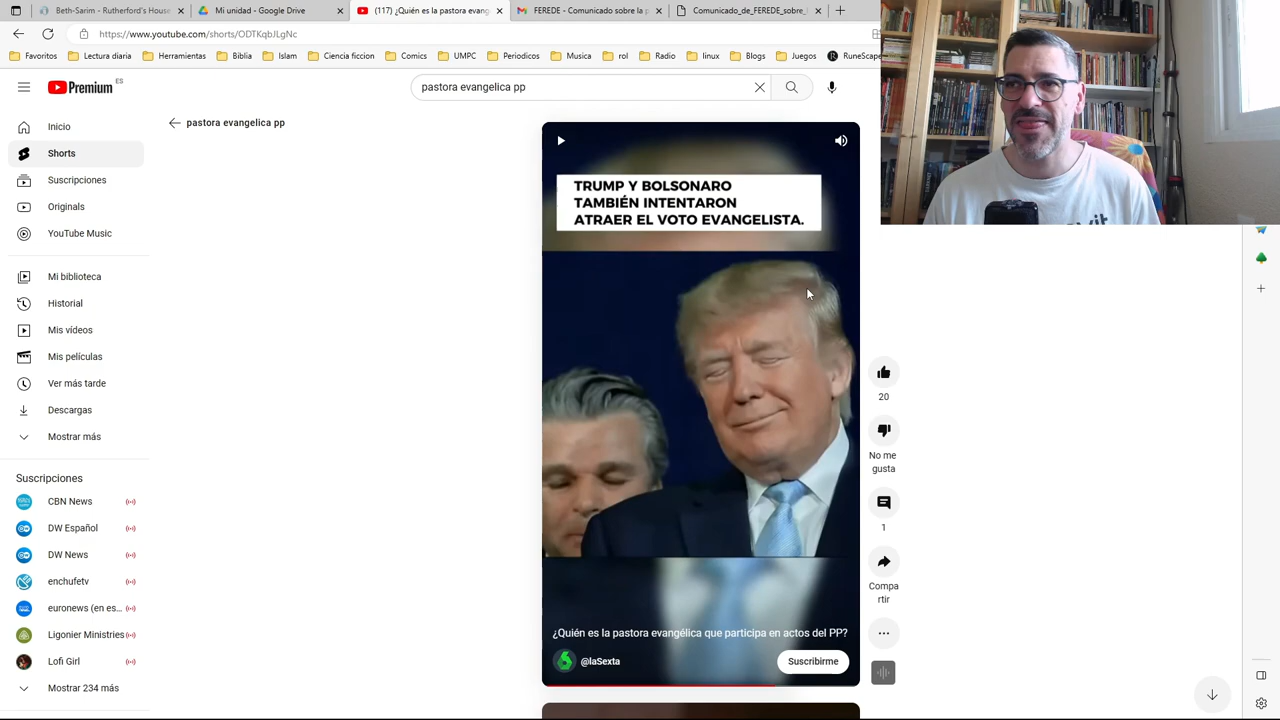 Beth-Sarim - Rutherford's House
Mi unidad - Google Drive
(117) ¿Quién es la pastora evang
FEREDE - Comunicado sobre la p
Comunicado_de_FEREDE_sobre_
https://www.youtube.com/shorts/ODTKqbJLgNc
Favoritos
Lectura diaria
Herramientas
Biblia
Islam
Ciencia ficcion
Comics
UMPC
Periodicos
Musica
rol
Radio
linux
Blogs
Juegos
RuneScape
Premium
ES
pastora evangelica pp
pastora evangelica pp
Inicio
Shorts
Suscripciones
Originals
YouTube Music
Mi biblioteca
Historial
Mis vídeos
Mis películas
Ver más tarde
Descargas
Mostrar más
Suscripciones
CBN News
DW Español
DW News
enchufetv
euronews (en es...
Ligonier Ministries
Lofi Girl
Mostrar 234 más
TRUMP Y BOLSONARO
TAMBIÉN INTENTARON
ATRAER EL VOTO EVANGELISTA.
¿Quién es la pastora evangélica que participa en actos del PP?
@laSexta
Suscribirme
20
No me
gusta
1
Compa
rtir